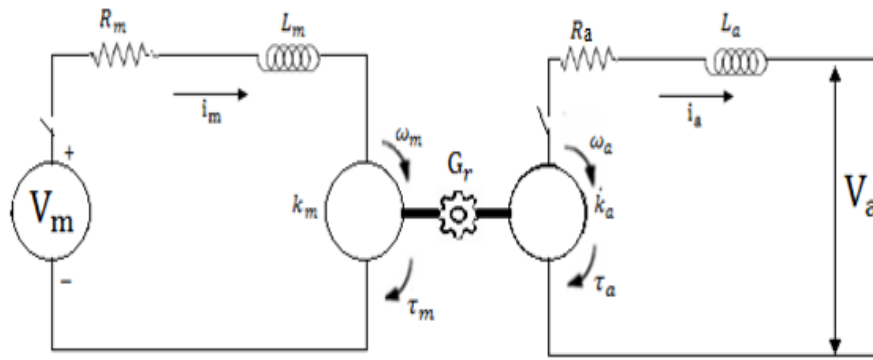 R_m
L_m
R_a
L_a
i_m
i_a
ω_m
G_r
ω_a
+
V_m
k_m
k_a
V_a
−
τ_m
τ_a